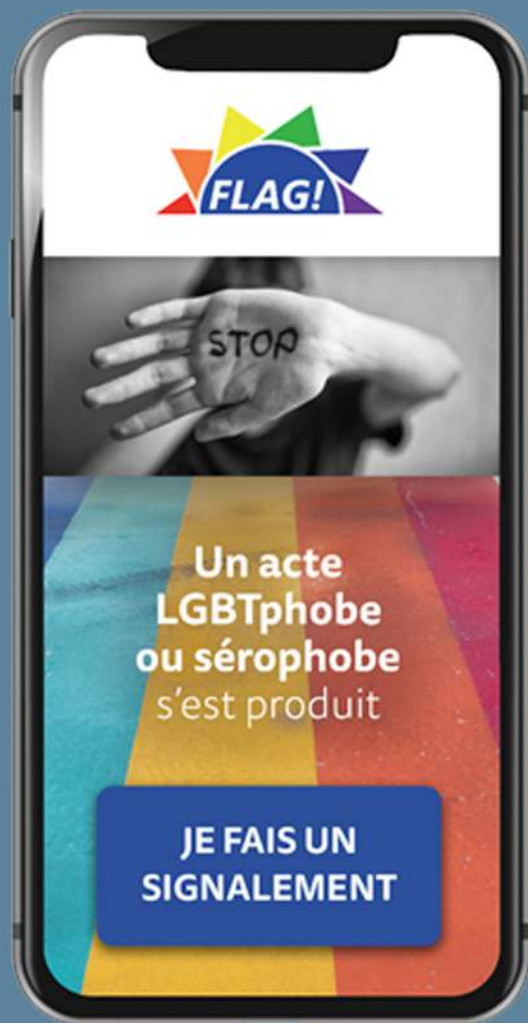 FLAG!
STOP
Un acte
LGBTphobe
ou sérophobe
s'est produit
JE FAIS UN
SIGNALEMENT